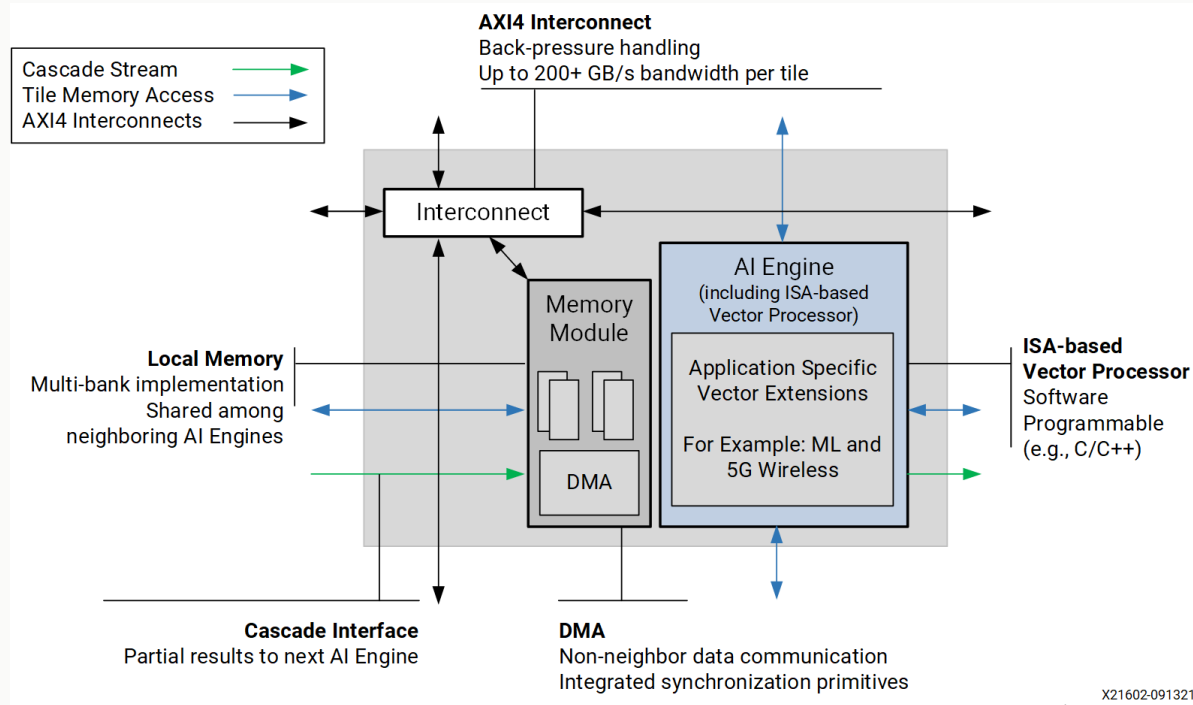 AXI4 Interconnect
Back-pressure handling
Up to 200+ GB/s bandwidth per tile
Cascade Stream
Tile Memory Access
AXI4 Interconnects
Interconnect
AI Engine
(including ISA-based
Vector Processor)
Memory
Module
Application Specific
Vector Extensions
For Example: ML and
5G Wireless
DMA
Local Memory
Multi-bank implementation
Shared among
neighboring AI Engines
ISA-based
Vector Processor
Software
Programmable
(e.g., C/C++)
Cascade Interface
Partial results to next AI Engine
DMA
Non-neighbor data communication
Integrated synchronization primitives
X21602-091321